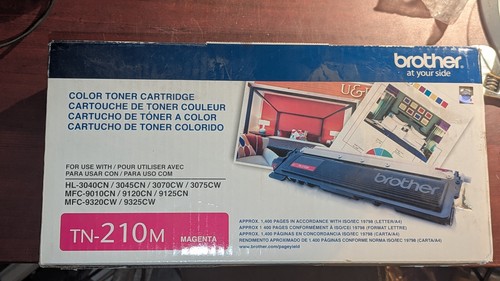 brother
at your side
COLOR TONER CARTRIDGE
CARTOUCHE DE TONER COULEUR
CARTUCHO DE TÓNER A COLOR
CARTUCHO DE TONER COLORIDO
U&
FOR USE WITH / POUR UTILISER AVEC
PARA USAR CON / PARA USO COM
HL-3040CN / 3045CN / 3070CW / 3075CW
MFC-9010CN / 9120CN / 9125CN
MFC-9320CW / 9325CW
brother
TN-210M
MAGENTA
APPROX. 1,400 PAGES IN ACCORDANCE WITH ISO/IEC 19798 (LETTER/A4)
APPROX 1 400 PAGES CONFORMÉMENT À ISO/CEI 19798 (FORMAT LETTRE)
APPROX. 1,400 PÁGINAS EN CONCORDANCIA CON ISO/IEC 19798 (CARTA/A4)
RENDIMENTO APROXIMADO DE 1.400 PÁGINAS CONFORME NORMA ISO/IEC 19798 (CARTA/A4)
www.brother.com/pageyield